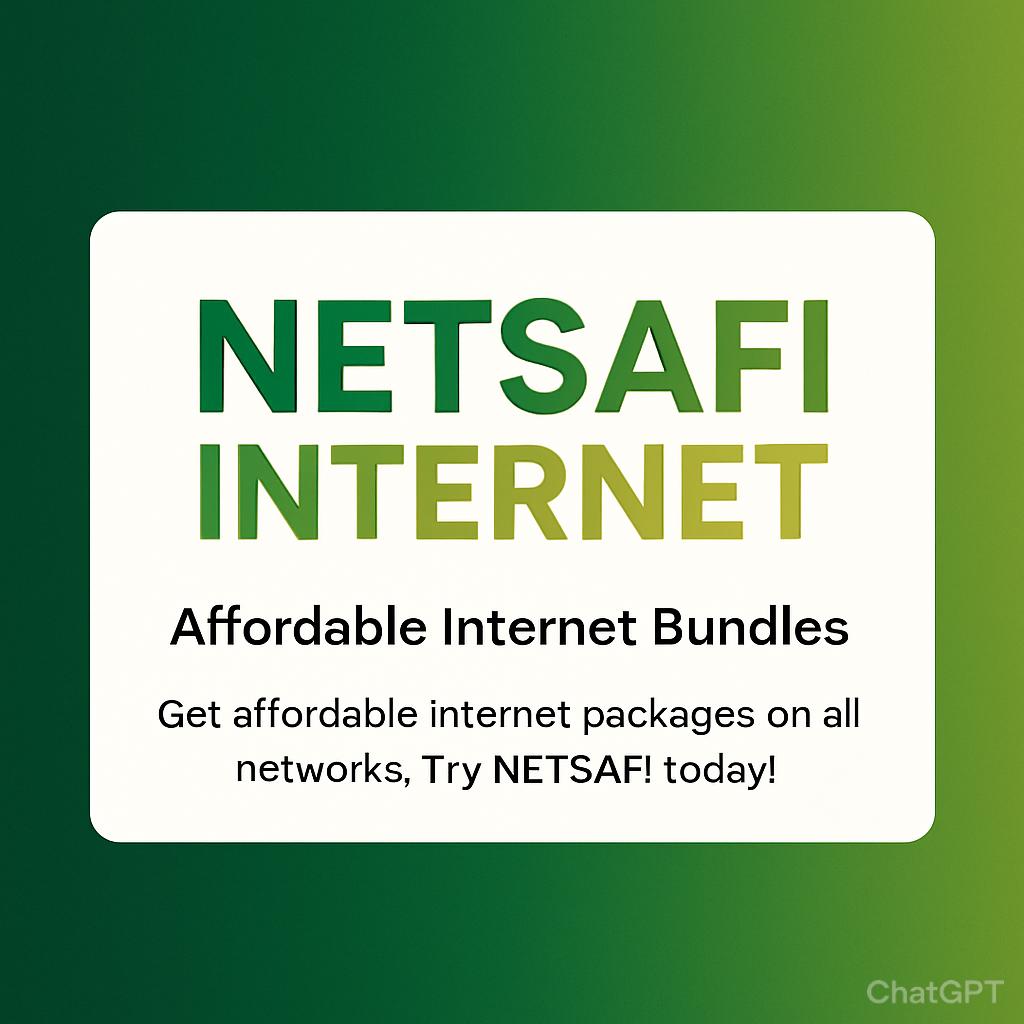 NETSAFI
INTERNET
Affordable Internet Bundles
Get affordable internet packages on all
networks, Try NETSAF! today!
ChatGPT